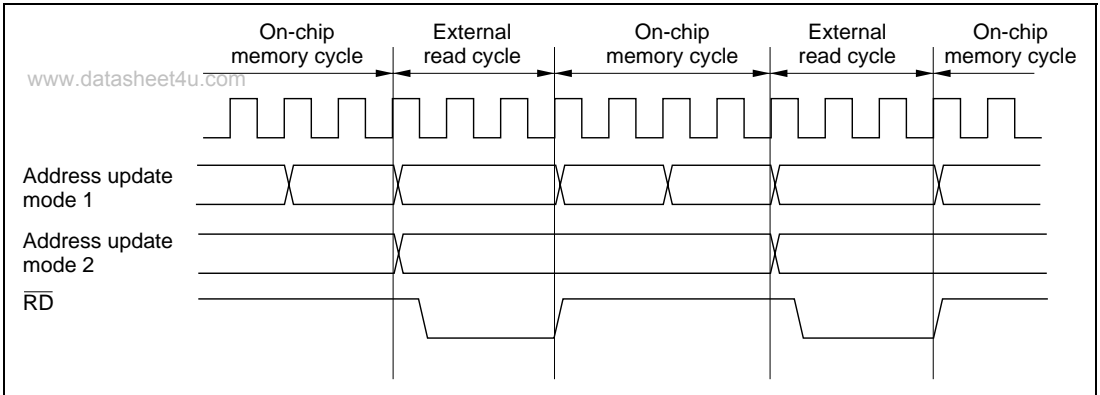 On-chip
memory cycle
External
read cycle
On-chip
memory cycle
External
read cycle
On-chip
memory cycle
www.datasheet4u.com
Address update
mode 1
Address update
mode 2
RD